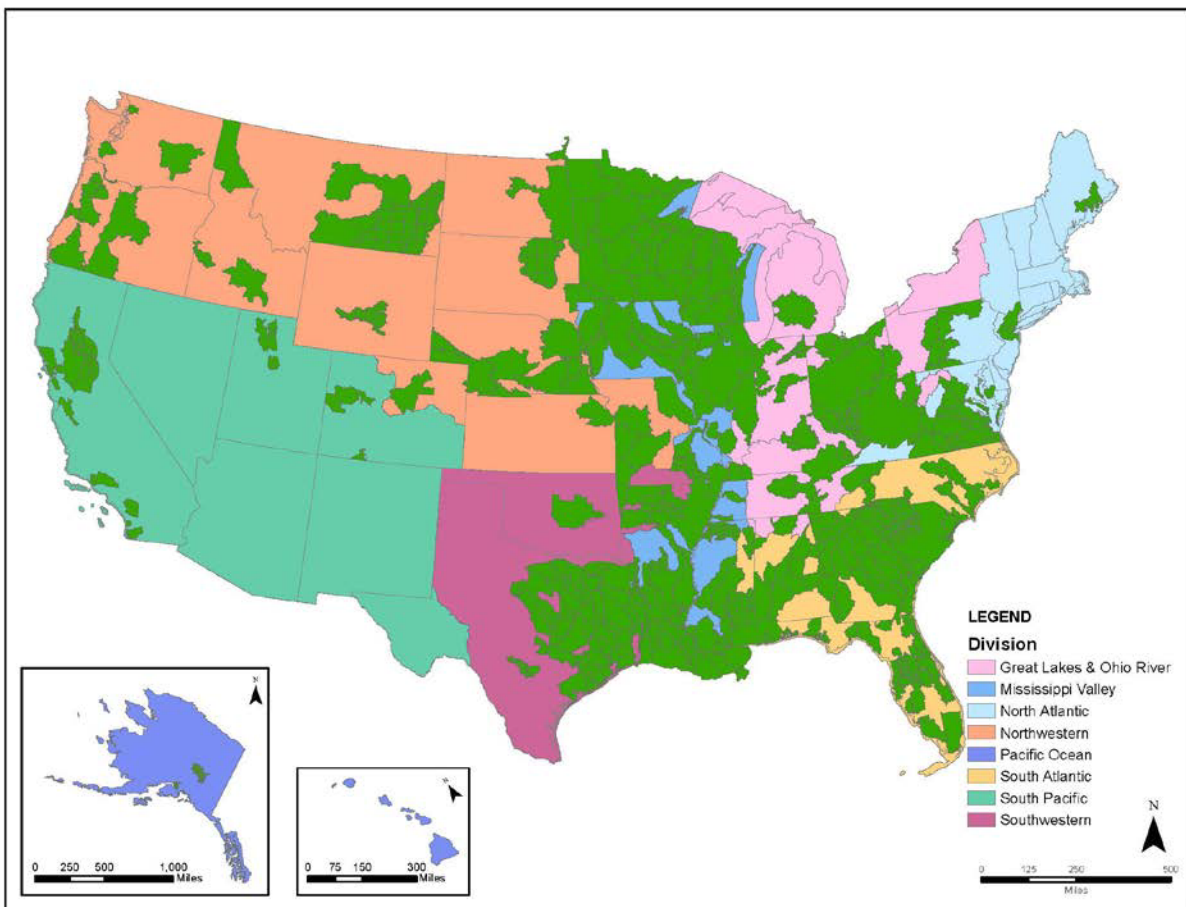 LEGEND
Division
Great Lakes & Ohio River
Mississippi Valley
North Atlantic
Northwestern
Pacific Ocean
South Atlantic
South Pacific
Southwestern
N
0 250 500 1,000
Miles
N
0 75 150 300
Miles
N
0 125 250 500
Miles